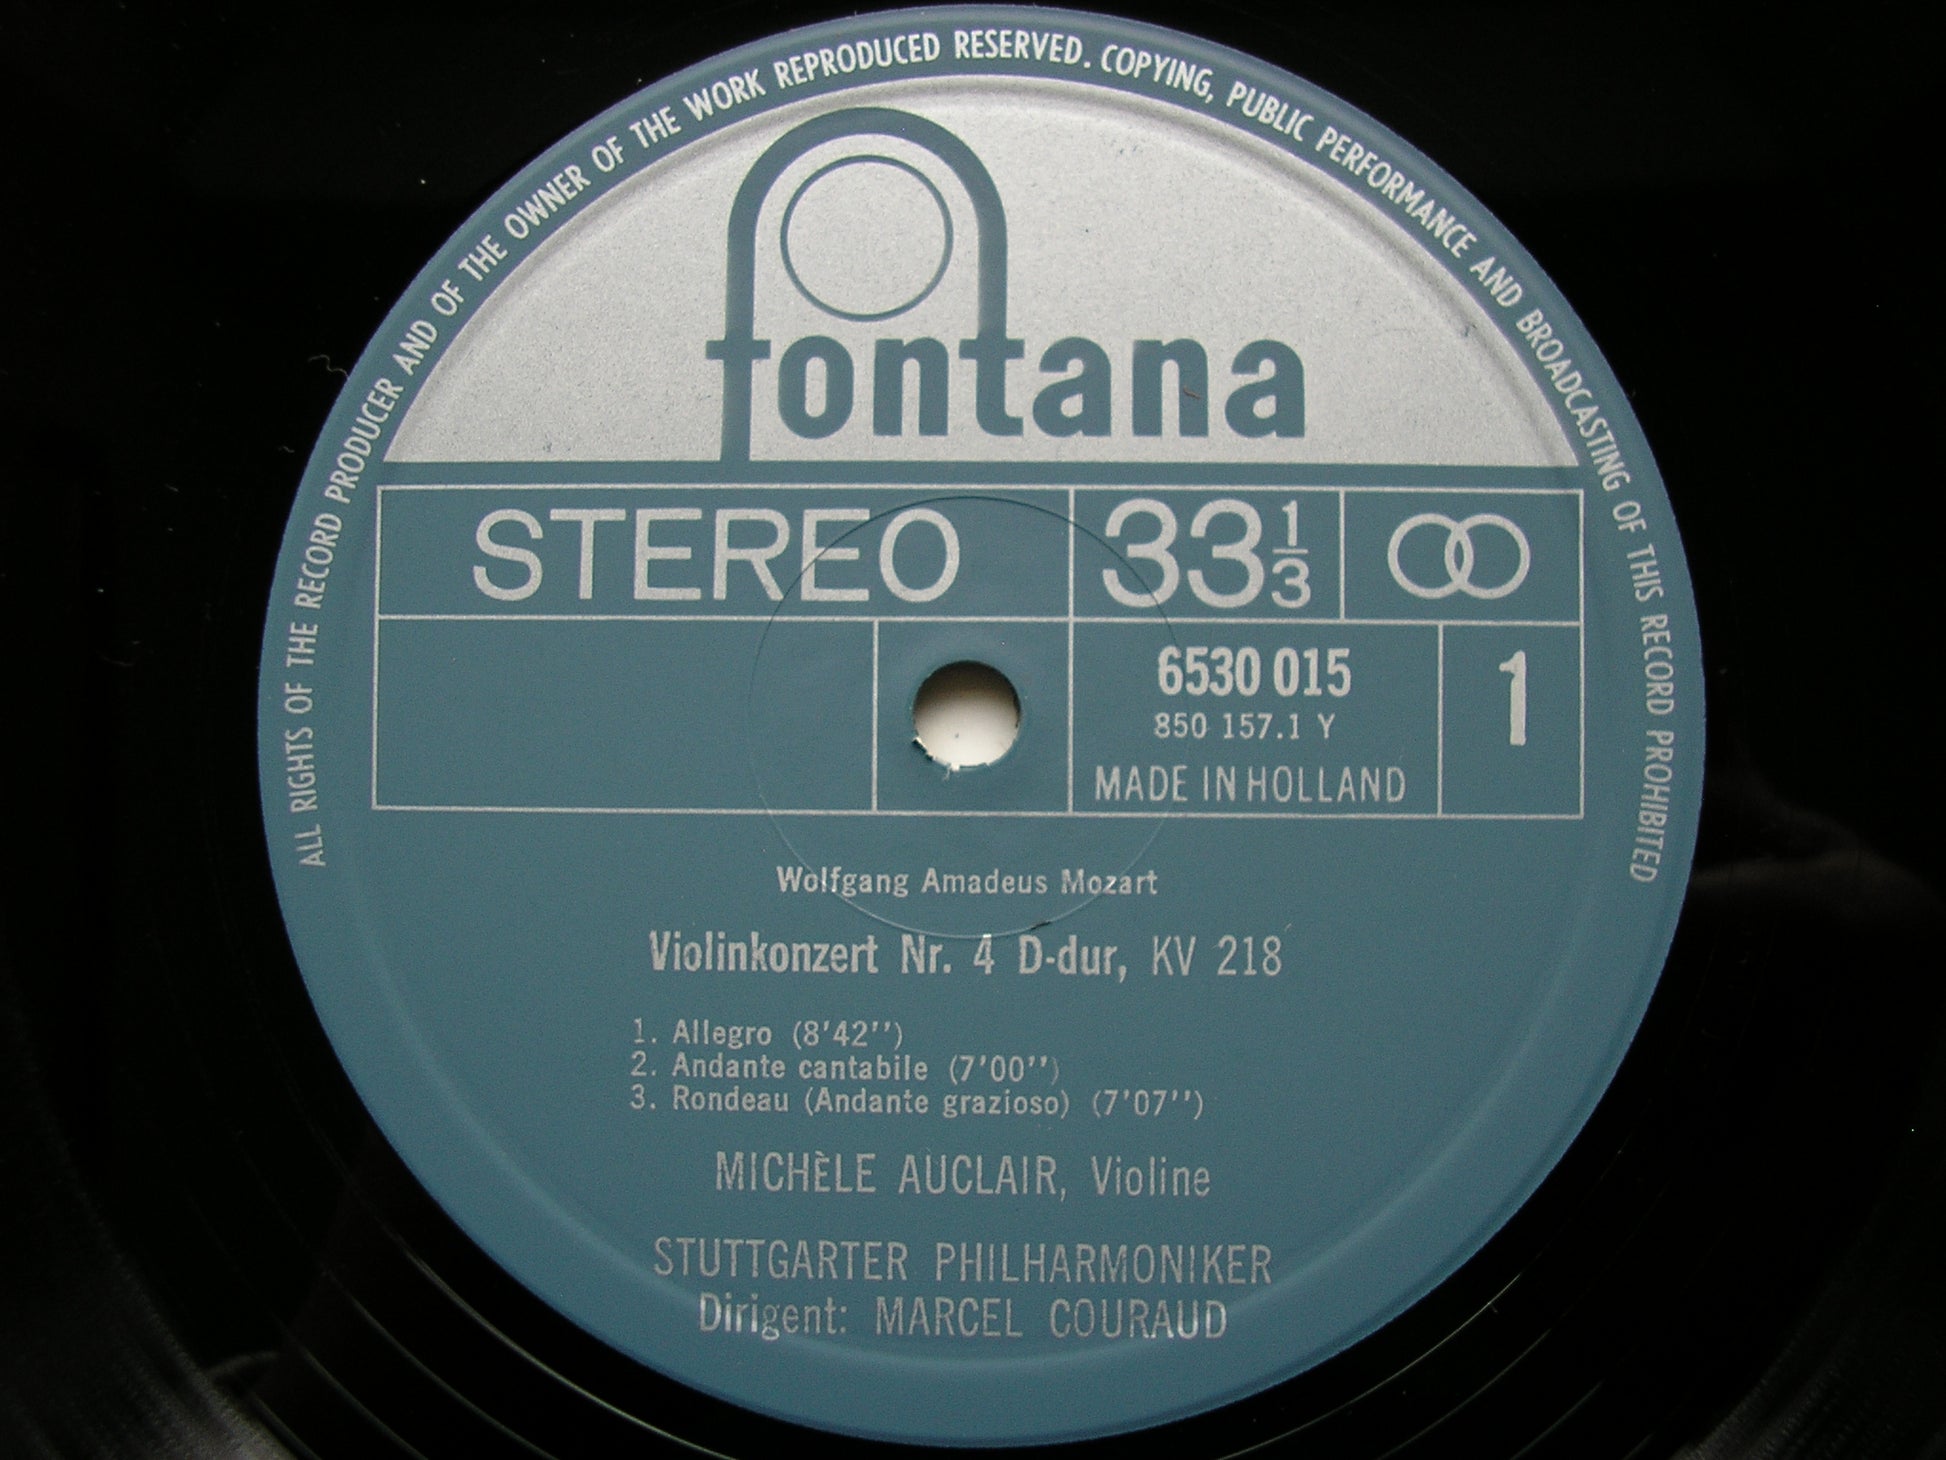 ALL RIGHTS OF THE RECORD PRODUCER AND OF THE OWNER OF THE WORK REPRODUCED RESERVED. COPYING, PUBLIC PERFORMANCE AND BROADCASTING OF THIS RECORD PROHIBITED
fontana
STEREO 33 1/3
6530 015 1
850 157.1 Y
MADE IN HOLLAND
Wolfgang Amadeus Mozart
Violinkonzert Nr. 4 D-dur, KV 218
1. Allegro (8'42'')
2. Andante cantabile (7'00'')
3. Rondeau (Andante grazioso) (7'07'')
MICHÈLE AUCLAIR, Violine
STUTTGARTER PHILHARMONIKER
Dirigent: MARCEL COURAUD